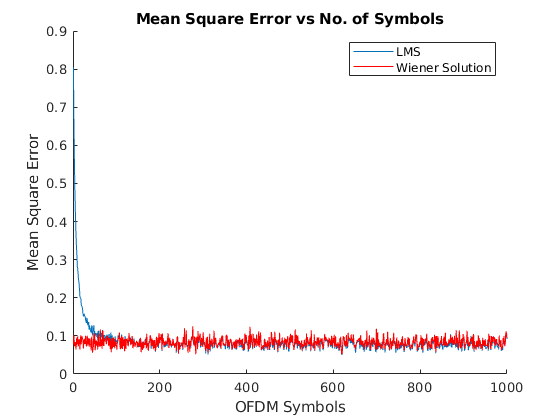 Mean Square Error vs No. of Symbols
0.9
0.8
0.7
0.6
0.5
0.4
0.3
0.2
0.1
0
Mean Square Error
LMS
Wiener Solution
0 200 400 600 800 1000
OFDM Symbols